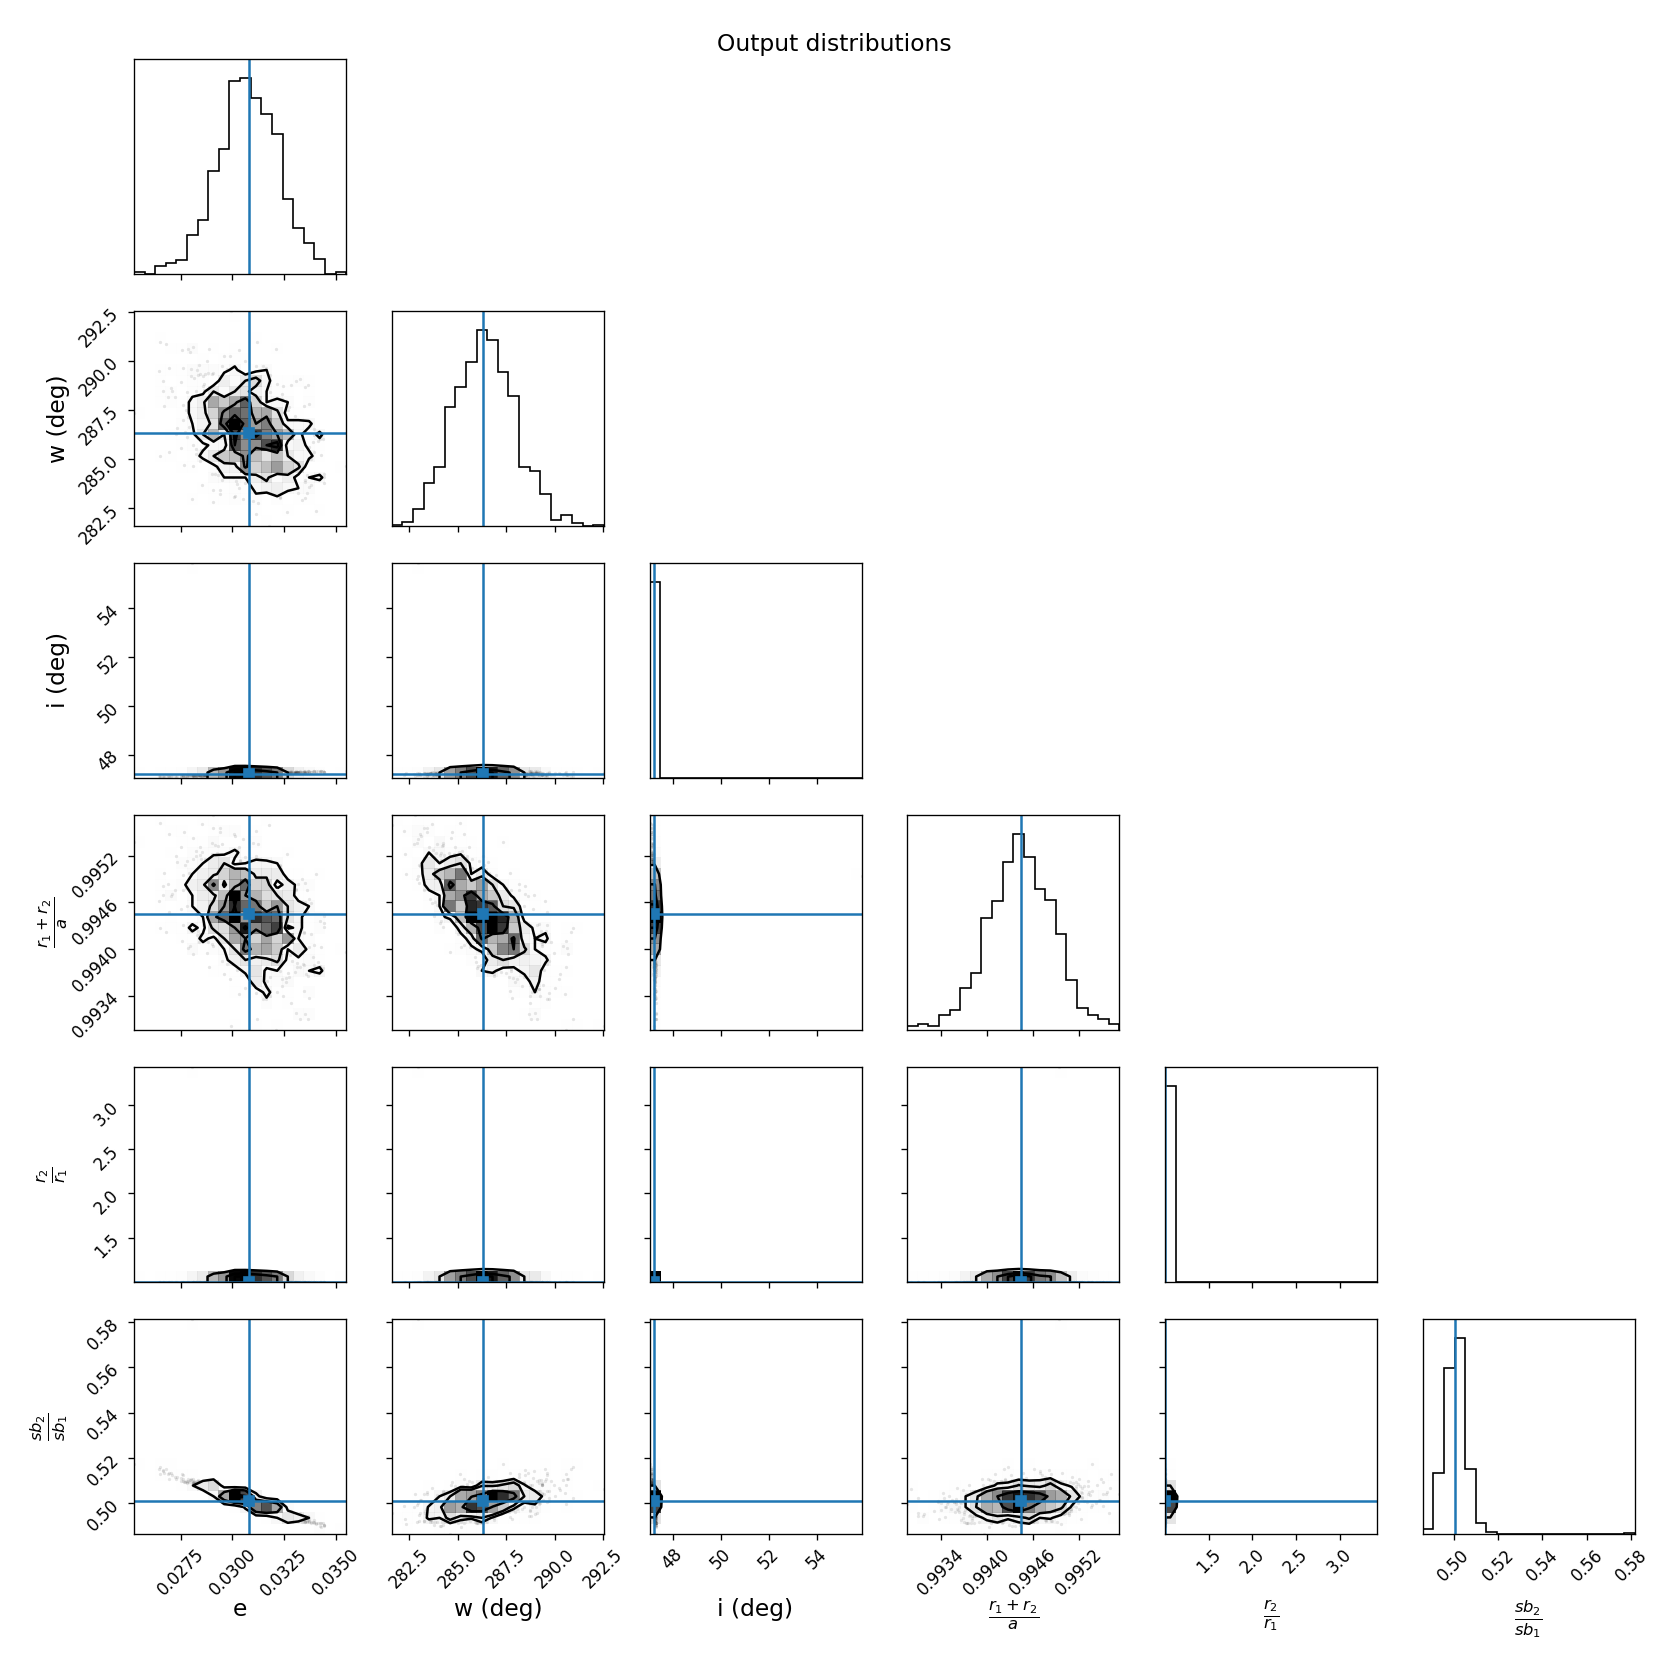 Output distributions
w (deg)
292.5
290.0
287.5
285.0
282.5
i (deg)
54
52
50
48
r₁ + r₂
a
0.9952
0.9946
0.9940
0.9934
r₂
r₁
3.0
2.5
2.0
1.5
sb₂
sb₁
0.58
0.56
0.54
0.52
0.50
0.0275 0.0300 0.0325 0.0350
282.5 285.0 287.5 290.0 292.5
48 50 52 54
0.9934 0.9940 0.9946 0.9952
1.5 2.0 2.5 3.0
0.50 0.52 0.54 0.56 0.58
e
w (deg)
i (deg)
r₁ + r₂
a
r₂
r₁
sb₂
sb₁